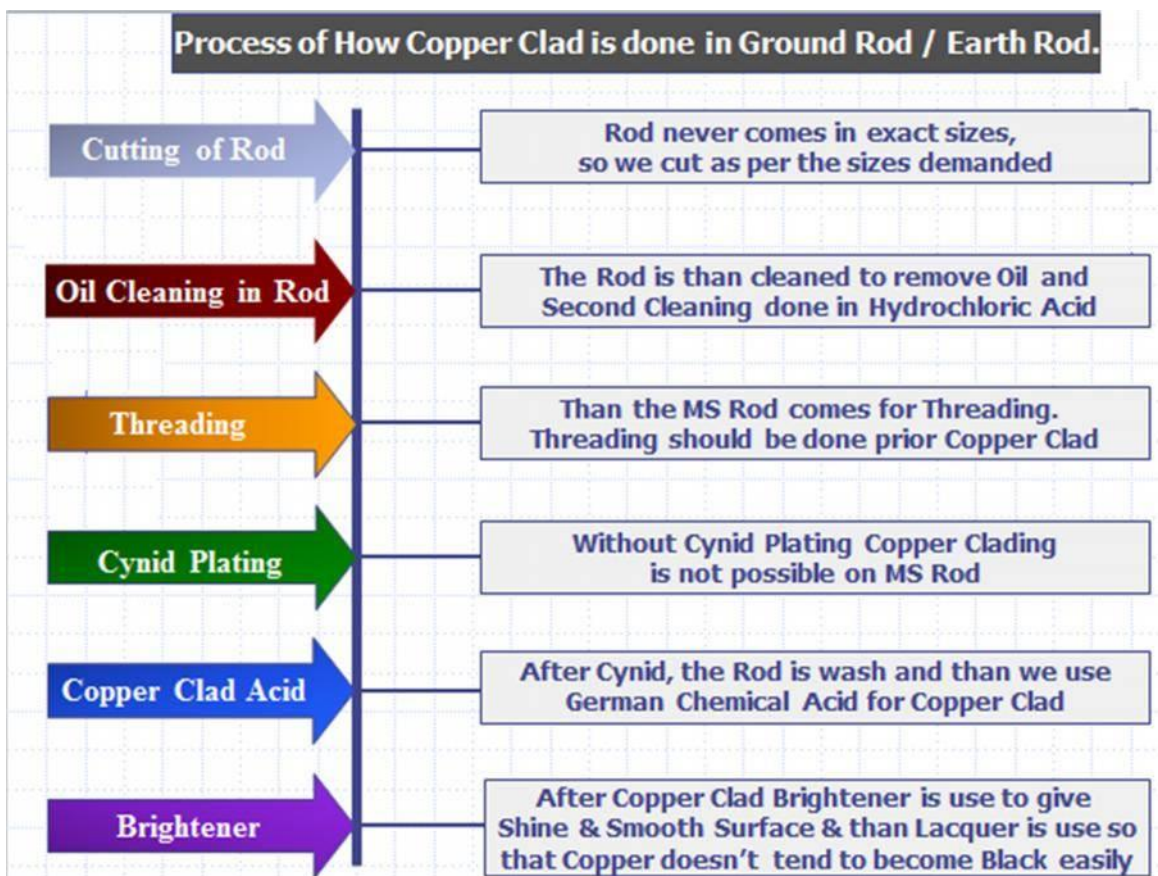 Process of How Copper Clad is done in Ground Rod / Earth Rod.
Cutting of Rod
Rod never comes in exact sizes,
so we cut as per the sizes demanded
Oil Cleaning in Rod
The Rod is than cleaned to remove Oil and
Second Cleaning done in Hydrochloric Acid
Threading
Than the MS Rod comes for Threading.
Threading should be done prior Copper Clad
Cynid Plating
Without Cynid Plating Copper Clading
is not possible on MS Rod
Copper Clad Acid
After Cynid, the Rod is wash and than we use
German Chemical Acid for Copper Clad
Brightener
After Copper Clad Brightener is use to give
Shine & Smooth Surface & than Lacquer is use so
that Copper doesn't tend to become Black easily